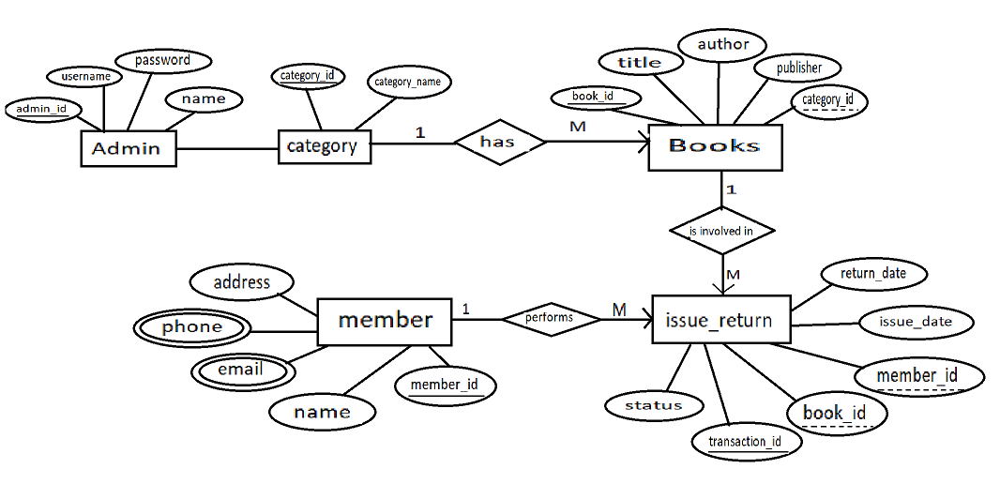 author
password
title
publisher
username
category_id
category_name
book_id
category_id
name
admin_id
1
M
Admin
category
has
Books
1
is involved in
M
return_date
address
1
M
phone
member
performs
issue_return
issue_date
email
member_id
member_id
name
status
book_id
transaction_id